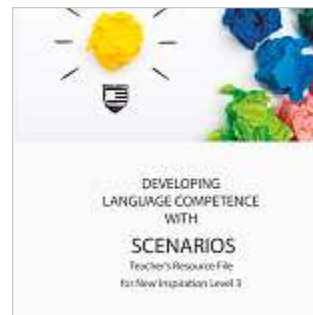 DEVELOPING
LANGUAGE COMPETENCE
WITH
SCENARIOS
Teacher's Resource File
for New Inspiration Level 3